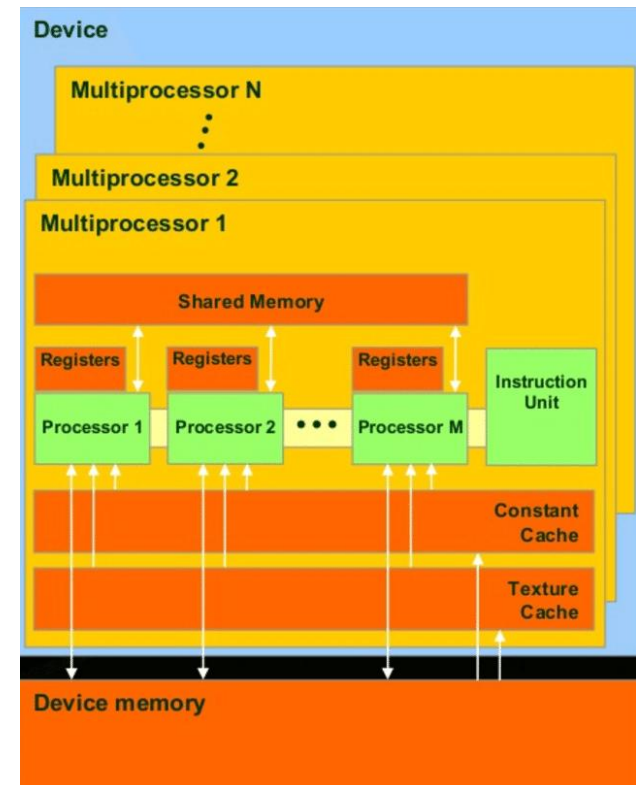 Device
Multiprocessor N
Multiprocessor 2
Multiprocessor 1
Shared Memory
Registers
Registers
Registers
Instruction
Unit
Processor 1
Processor 2
Processor M
Constant
Cache
Texture
Cache
Device memory